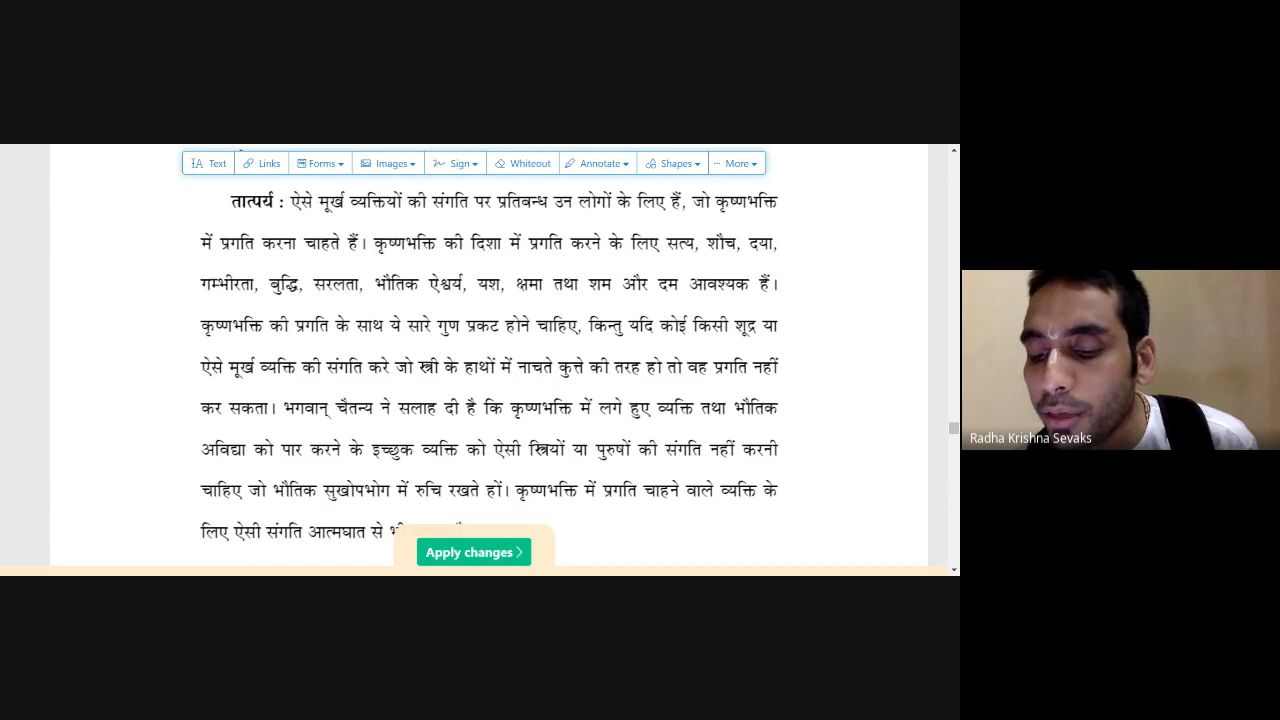 Text Links Forms Images Sign Whiteout Annotate Shapes More
तात्पर्य : ऐसे मूर्ख व्यक्तियों की संगति पर प्रतिबन्ध उन लोगों के लिए हैं, जो कृष्णभक्ति
में प्रगति करना चाहते हैं। कृष्णभक्ति की दिशा में प्रगति करने के लिए सत्य, शौच, दया,
गम्भीरता, बुद्धि, सरलता, भौतिक ऐश्वर्य, यश, क्षमा तथा शम और दम आवश्यक हैं।
कृष्णभक्ति की प्रगति के साथ ये सारे गुण प्रकट होने चाहिए, किन्तु यदि कोई किसी शूद्र या
ऐसे मूर्ख व्यक्ति की संगति करे जो स्त्री के हाथों में नाचते कुत्ते की तरह हो तो वह प्रगति नहीं
कर सकता। भगवान् चैतन्य ने सलाह दी है कि कृष्णभक्ति में लगे हुए व्यक्ति तथा भौतिक
अविद्या को पार करने के इच्छुक व्यक्ति को ऐसी स्त्रियों या पुरुषों की संगति नहीं करनी
चाहिए जो भौतिक सुखोपभोग में रुचि रखते हों। कृष्णभक्ति में प्रगति चाहने वाले व्यक्ति के
लिए ऐसी संगति आत्मघात से
Apply changes
Radha Krishna Sevaks